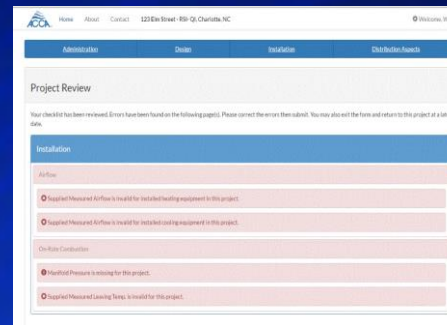 ACCA Home About Contact 123 Elm Street - RSI- QI, Charlotte, NC Welcome,
Administration Design Installation Distribution Aspects
Project Review
Your checklist has been reviewed. Errors have been found on the following page(s). Please correct the errors then submit. You may also exit the form and return to this project at a
date.
Installation
Airflow
Supplied Measured Airflow is invalid for installed heating equipment in this project.
Supplied Measured Airflow is invalid for installed cooling equipment in this project.
On-Rate Combustion
Manifold Pressure is missing for this project.
Supplied Measured Leaving Temp. is invalid for this project.